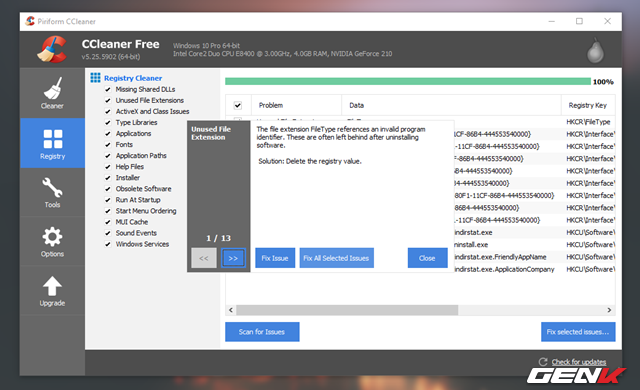 Piriform CCleaner
CCleaner Free
v5.25.5902 (64-bit)
Windows 10 Pro 64-bit
Intel Core2 Duo CPU E8400 @ 3.00GHz, 4.0GB RAM, NVIDIA GeForce 210
Cleaner
Registry
Tools
Options
Upgrade
Registry Cleaner
Missing Shared DLLs
Unused File Extensions
ActiveX and Class Issues
Type Libraries
Applications
Fonts
Application Paths
Help Files
Installer
Obsolete Software
Run At Startup
Start Menu Ordering
MUI Cache
Sound Events
Windows Services
100%
Problem Data Registry Key
HKCR\FileType
1CF-86B4-444553540000} HKCR\Interface\
-11CF-86B4-444553540000} HKCR\Interface\
-86B4-444553540000} HKCR\Interface\
80F1-11CF-86B4-444553540000} HKCR\Interface\
-86B4-444553540000} HKCR\Interface\
1-11CF-86B4-444553540000} HKCR\Interface\
indirstat.exe HKCU\Software\
ninstall.exe HKCU\Software\
indirstat.exe HKCU\Software\
indirstat.exe.FriendlyAppName HKCU\Software\
indirstat.exe.ApplicationCompany HKCU\Software\
Unused File
Extension
1 / 13
<< >>
The file extension FileType references an invalid program
identifier. These are often left behind after uninstalling
software.
Solution: Delete the registry value.
Fix Issue Fix All Selected Issues Close
Scan for Issues Fix selected issues...
Check for updates
GENK